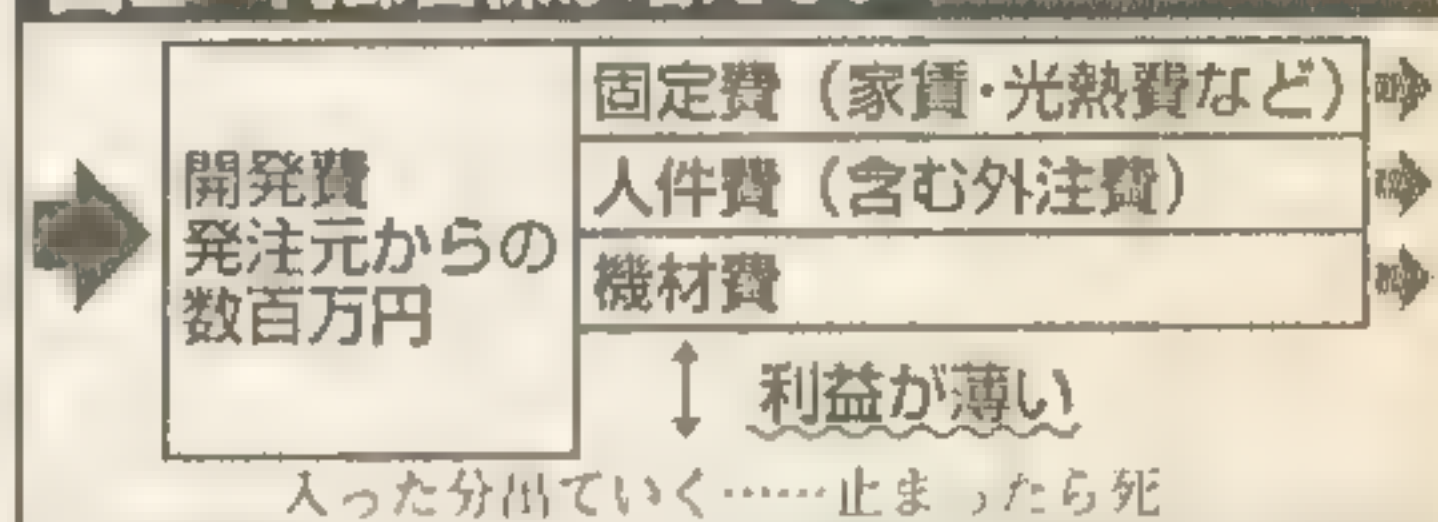 開発費
発注元からの
数百万円
固定費（家賃・光熱費など）
人件費（含む外注費）
機材費
利益が薄い
入った分出ていく……止まったら死